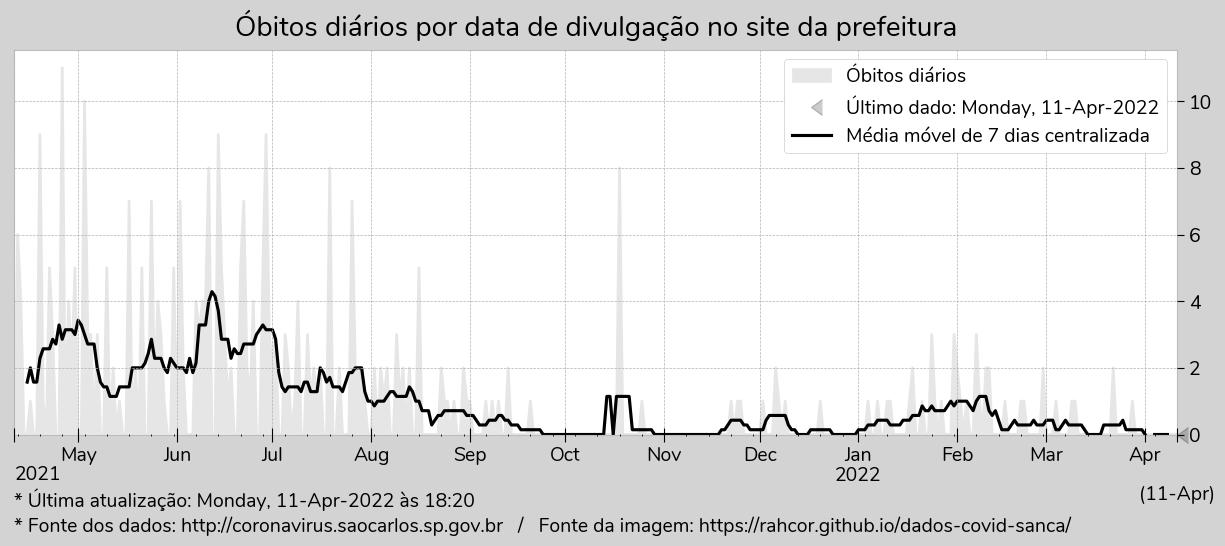 Óbitos diários por data de divulgação no site da prefeitura
Óbitos diários
Último dado: Monday, 11-Apr-2022
Média móvel de 7 dias centralizada
10
8
6
4
2
0
May Jun Jul Aug Sep Oct Nov Dec Jan Feb Mar Apr
2021 2022
(11-Apr)
* Última atualização: Monday, 11-Apr-2022 às 18:20
* Fonte dos dados: http://coronavirus.saocarlos.sp.gov.br / Fonte da imagem: https://rahcor.github.io/dados-covid-sanca/